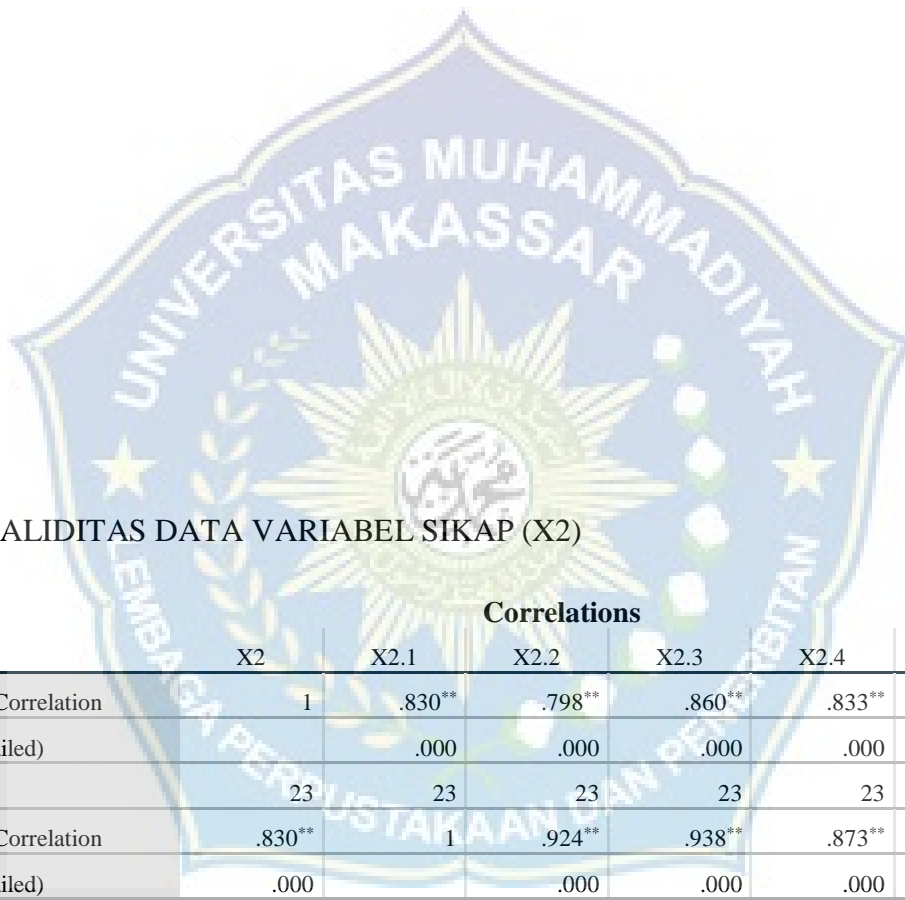 UNIVERSITAS MUHAMMADIYAH
MAKASSAR
LEMBAGA PERPUSTAKAAN DAN PENERBITAN
ALIDITAS DATA VARIABEL SIKAP (X2)
Correlations
X2 X2.1 X2.2 X2.3 X2.4
Correlation 1 .830** .798** .860** .833**
iled) .000 .000 .000 .000
23 23 23 23 23
Correlation .830** 1 .924** .938** .873**
iled) .000 .000 .000 .000